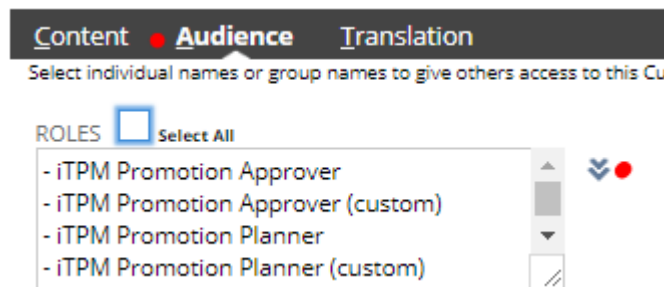 Content Audience Translation
Select individual names or group names to give others access to this Cu
ROLES Select All
- iTPM Promotion Approver
- iTPM Promotion Approver (custom)
- iTPM Promotion Planner
- iTPM Promotion Planner (custom)